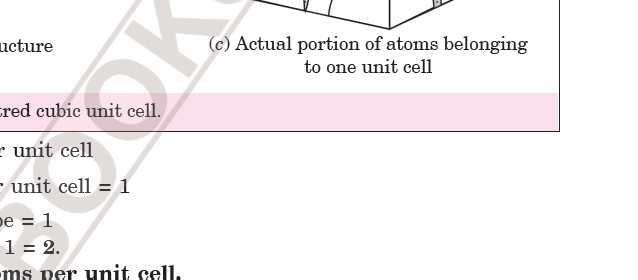 ucture
(c) Actual portion of atoms belonging
to one unit cell
tred cubic unit cell.
r unit cell
r unit cell = 1
be = 1
1 = 2.
oms per unit cell.
BOOK